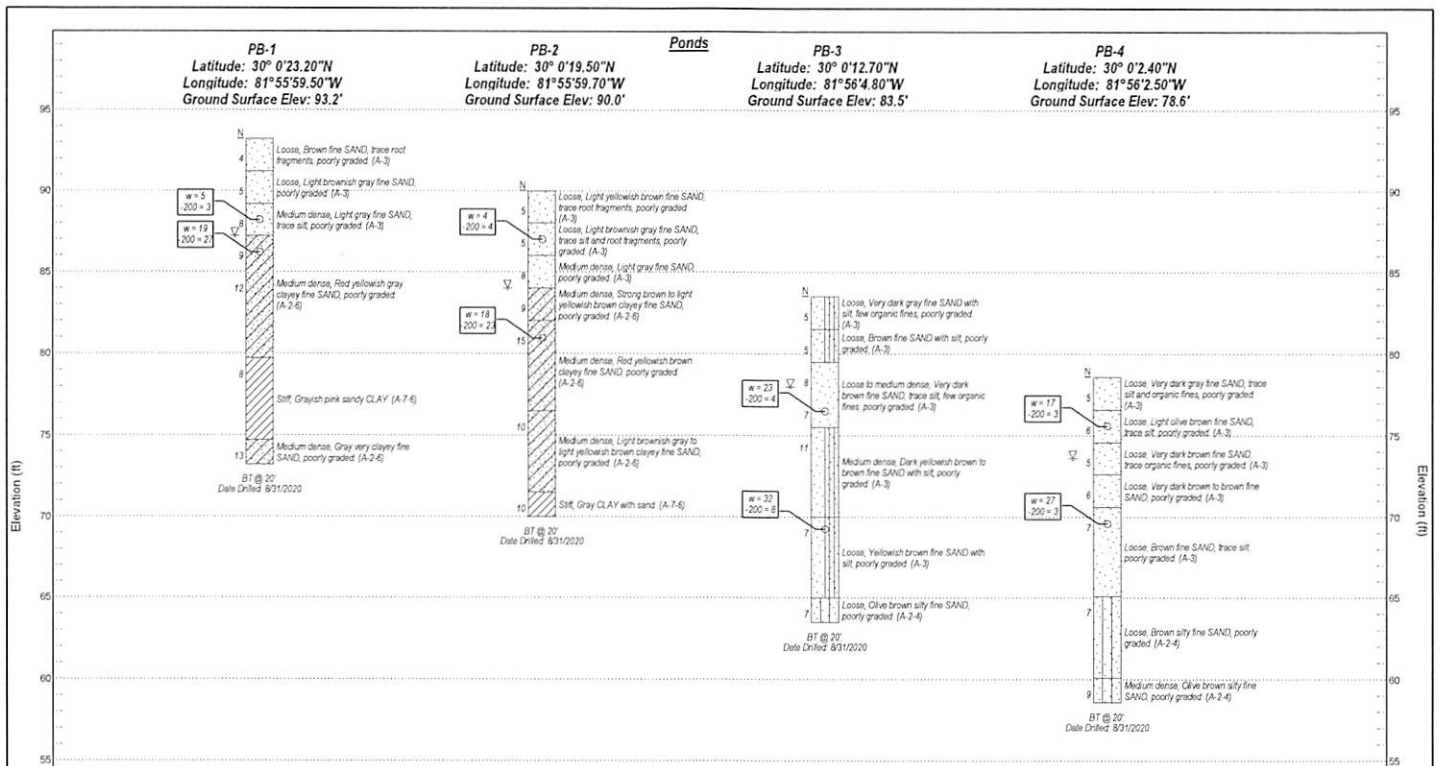 Ponds
PB-1
Latitude: 30° 0'23.20"N
Longitude: 81°55'59.50"W
Ground Surface Elev: 93.2'
PB-2
Latitude: 30° 0'19.50"N
Longitude: 81°55'59.70"W
Ground Surface Elev: 90.0'
PB-3
Latitude: 30° 0'12.70"N
Longitude: 81°56'4.80"W
Ground Surface Elev: 83.5'
PB-4
Latitude: 30° 0'2.40"N
Longitude: 81°56'2.50"W
Ground Surface Elev: 78.6'
Elevation (ft)
95
90
85
80
75
70
65
60
55
N
4
Loose, Brown fine SAND, trace root
fragments, poorly graded. (A-3)
5
Loose, Light brownish gray fine SAND,
poorly graded. (A-3)
w = 5
-200 = 3
8
Medium dense, Light gray fine SAND,
trace silt, poorly graded. (A-3)
w = 19
-200 = 27
9
12
Medium dense, Red yellowish gray
clayey fine SAND, poorly graded
(A-2-6)
8
Stiff, Grayish pink sandy CLAY. (A-7-6)
13
Medium dense, Gray very clayey fine
SAND, poorly graded. (A-2-6)
BT @ 20'.
Date Drilled: 8/31/2020
N
5
Loose, Light yellowish brown fine SAND,
trace root fragments, poorly graded
(A-3)
w = 4
-200 = 4
5
Loose, Light brownish gray fine SAND,
trace silt and root fragments, poorly
graded. (A-3)
8
Medium dense, Light gray fine SAND,
poorly graded. (A-3)
9
Medium dense, Strong brown to light
yellowish brown clayey fine SAND,
poorly graded (A-2-6)
w = 18
-200 = 23
15
Medium dense, Red yellowish brown
clayey fine SAND, poorly graded
(A-2-6)
10
Medium dense, Light brownish gray to
light yellowish brown clayey fine SAND,
poorly graded. (A-2-6)
10
Stiff, Gray CLAY with sand. (A-7-6)
BT @ 20'.
Date Drilled: 8/31/2020
N
5
Loose, Very dark gray fine SAND with
silt, few organic fines, poorly graded.
(A-3)
5
Loose, Brown fine SAND with silt, poorly
graded. (A-3)
8
Loose to medium dense, Very dark
brown fine SAND, trace silt, few organic
fines, poorly graded. (A-3)
w = 23
-200 = 4
7
11
Medium dense, Dark yellowish brown to
brown fine SAND with silt, poorly
graded. (A-3)
w = 32
-200 = 8
7
Loose, Yellowish brown fine SAND with
silt, poorly graded. (A-3)
7
Loose, Olive brown silty fine SAND,
poorly graded. (A-2-4)
BT @ 20'.
Date Drilled: 8/31/2020
N
5
Loose, Very dark gray fine SAND, trace
silt and organic fines, poorly graded.
(A-3)
w = 17
-200 = 3
6
Loose, Light olive brown fine SAND,
trace silt, poorly graded. (A-3)
5
Loose, Very dark brown fine SAND,
trace organic fines, poorly graded. (A-3)
6
Loose, Very dark brown to brown fine
SAND, poorly graded. (A-3)
w = 27
-200 = 3
7
Loose, Brown fine SAND, trace silt,
poorly graded. (A-3)
7
Loose, Brown silty fine SAND, poorly
graded. (A-2-4)
9
Medium dense, Olive brown silty fine
SAND, poorly graded. (A-2-4)
BT @ 20'.
Date Drilled: 8/31/2020
95
90
85
80
75
70
65
60
55
Elevation (ft)